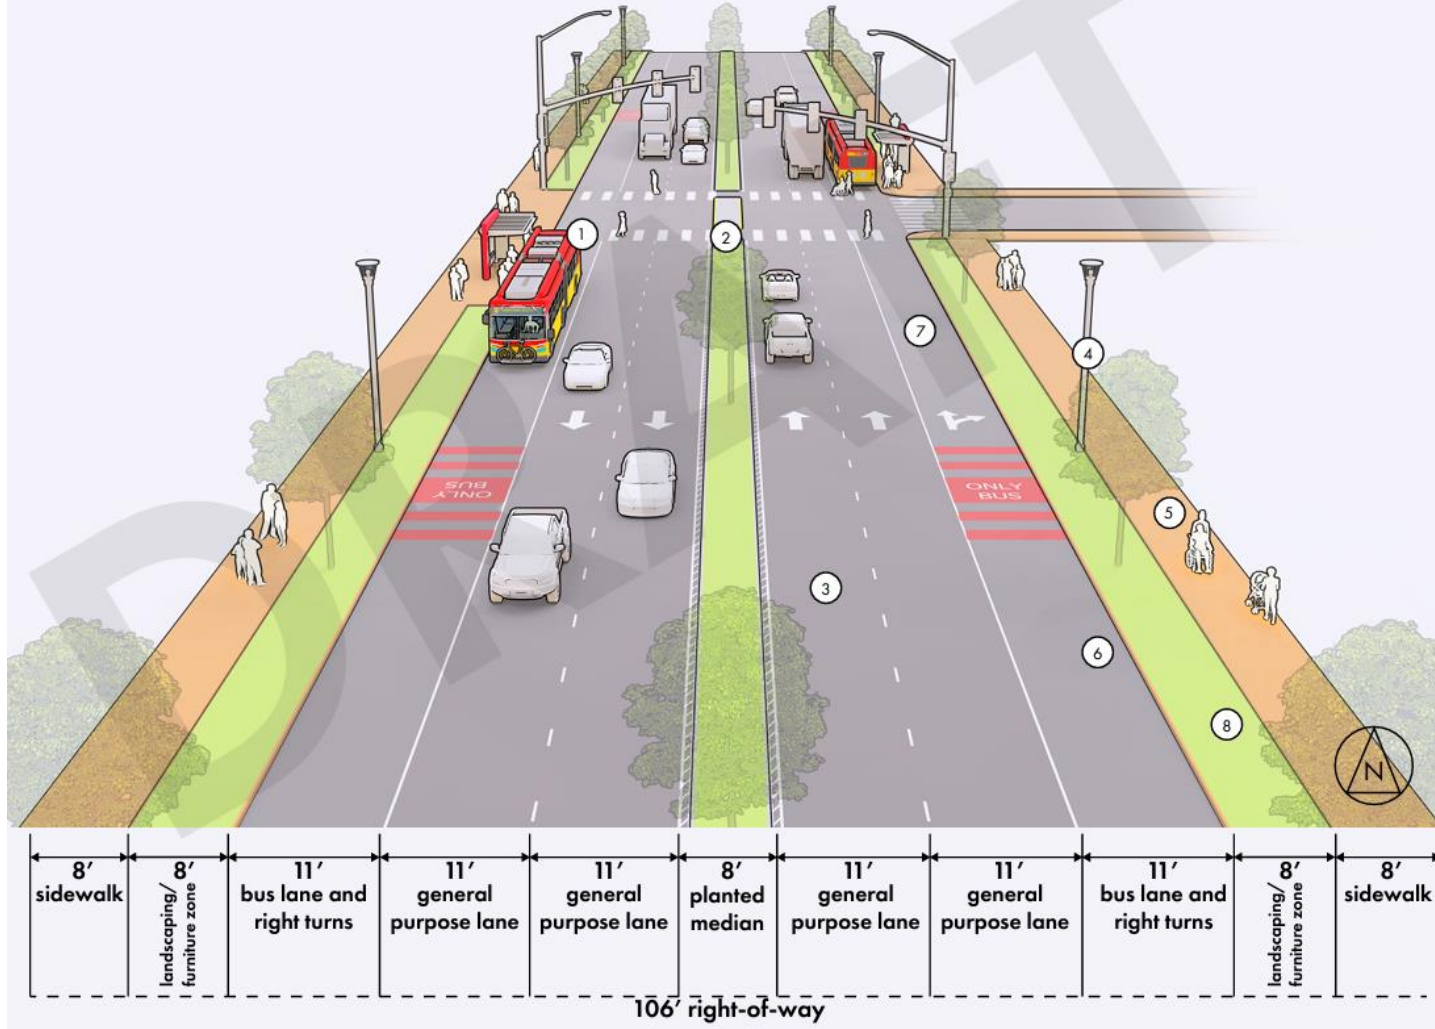 DRAFT
1
2
7
4
ONLY
BUS
ONLY
BUS
5
3
6
8
N
8’
sidewalk
8’
landscaping/
furniture zone
11’
bus lane and
right turns
11’
general
purpose lane
11’
general
purpose lane
8’
planted
median
11’
general
purpose lane
11’
general
purpose lane
11’
bus lane and
right turns
8’
landscaping/
furniture zone
8’
sidewalk
106’ right-of-way